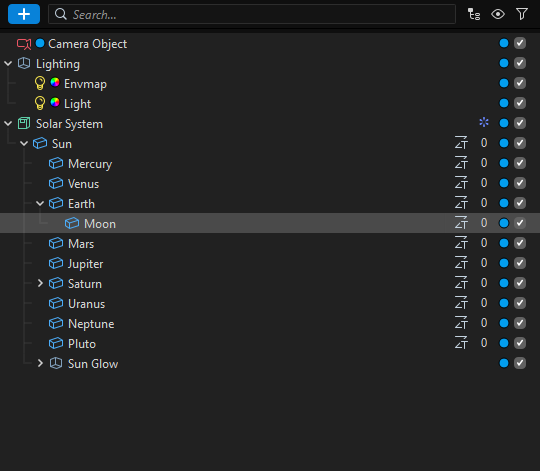 Search...
Camera Object
Lighting
Envmap
Light
Solar System
Sun 0
Mercury 0
Venus 0
Earth 0
Moon 0
Mars 0
Jupiter 0
Saturn 0
Uranus 0
Neptune 0
Pluto 0
Sun Glow